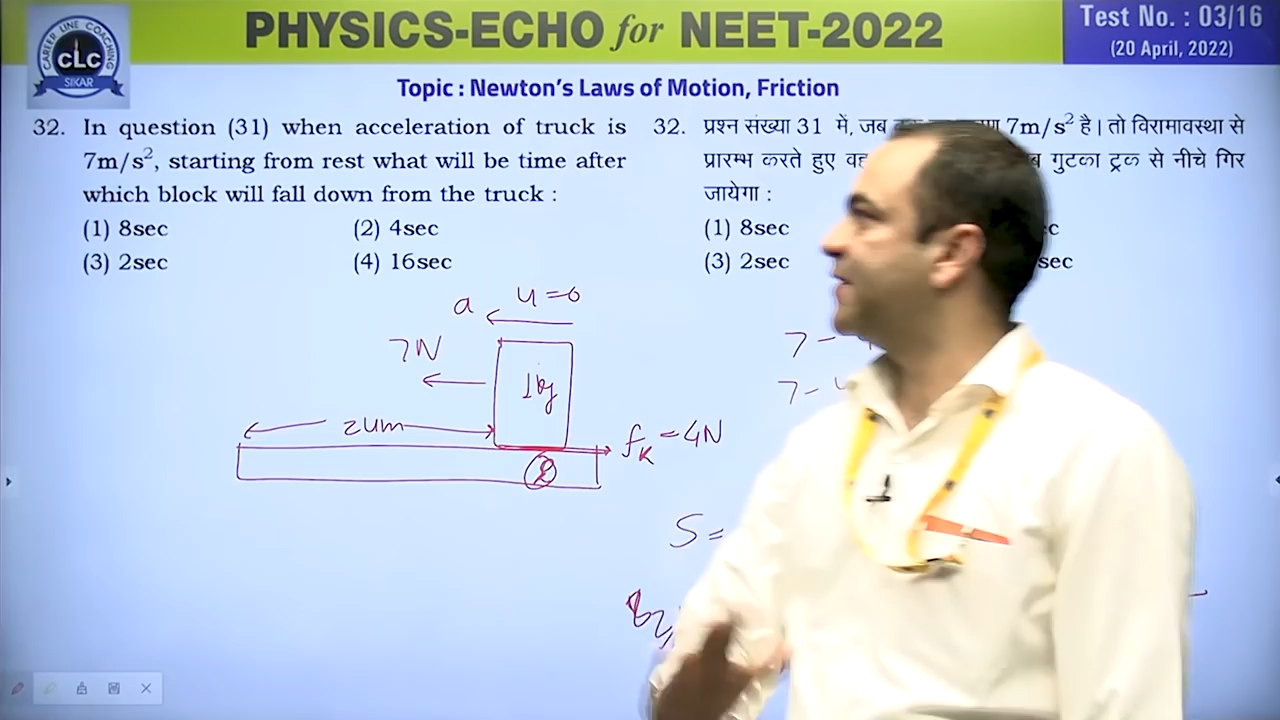 PHYSICS-ECHO for NEET-2022
Test No. : 03/16
(20 April, 2022)
CAREER LINE COACHING
CLC
SIKAR
Topic : Newton's Laws of Motion, Friction
32. In question (31) when acceleration of truck is
7m/s², starting from rest what will be time after
which block will fall down from the truck :
(1) 8sec (2) 4sec
(3) 2sec (4) 16sec
32. प्रश्न संख्या 31 में, जब 7m/s² है। तो विरामावस्था से
प्रारम्भ करते हुए गुटका ट्रक से नीचे गिर
जायेगा :
(1) 8sec
(3) 2sec
a u=0
7N
1kg
fK = 4N
7 -
7 - 4
S =